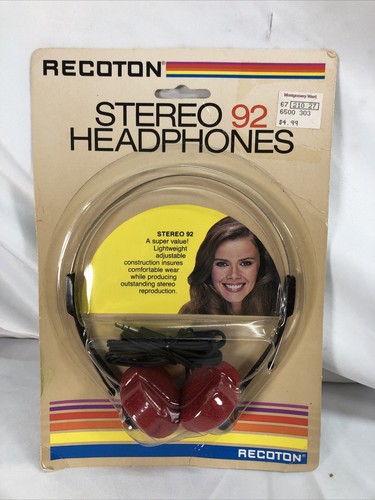 RECOTON®
Montgomery Ward
67 210 27
6500 303
$4.99
STEREO 92
HEADPHONES
STEREO 92
A super value!
Lightweight
adjustable
construction insures
comfortable wear
while producing
outstanding stereo
reproduction.
RECOTON®